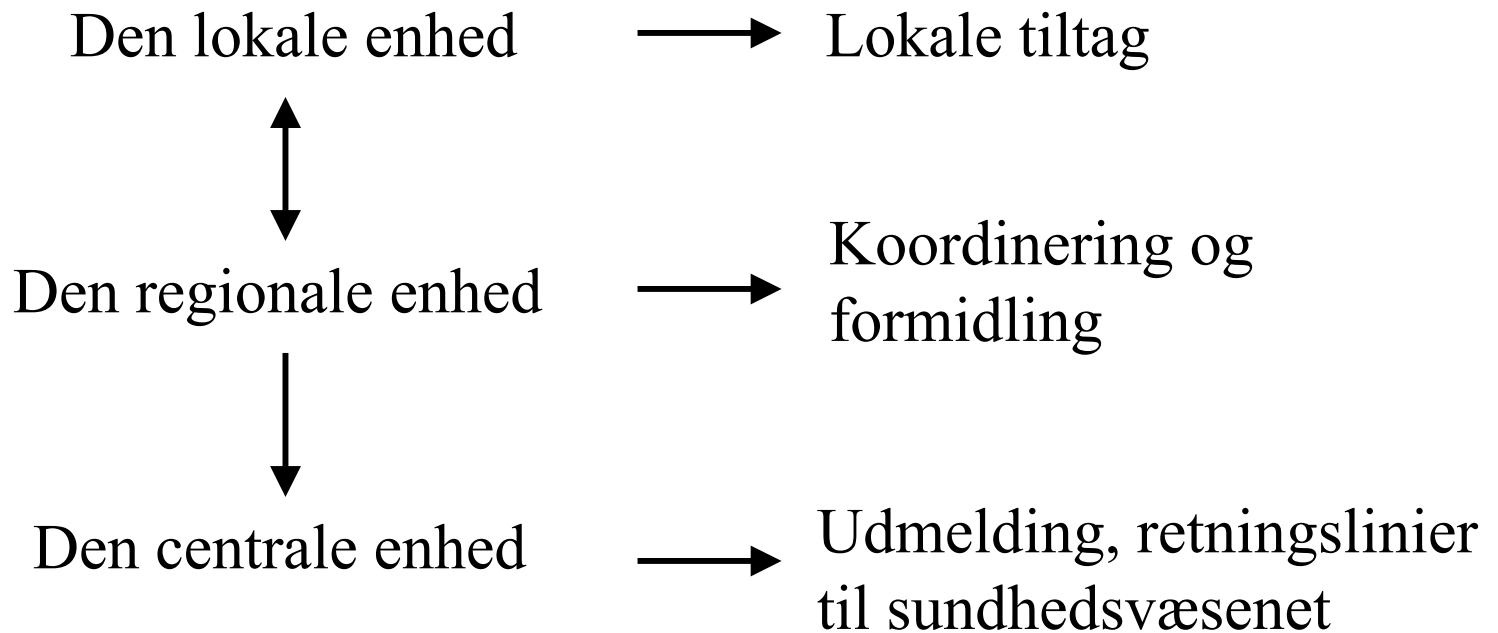 Den lokale enhed
Lokale tiltag
Den regionale enhed
Koordinering og
formidling
Den centrale enhed
Udmelding, retningslinier
til sundhedsvæsenet